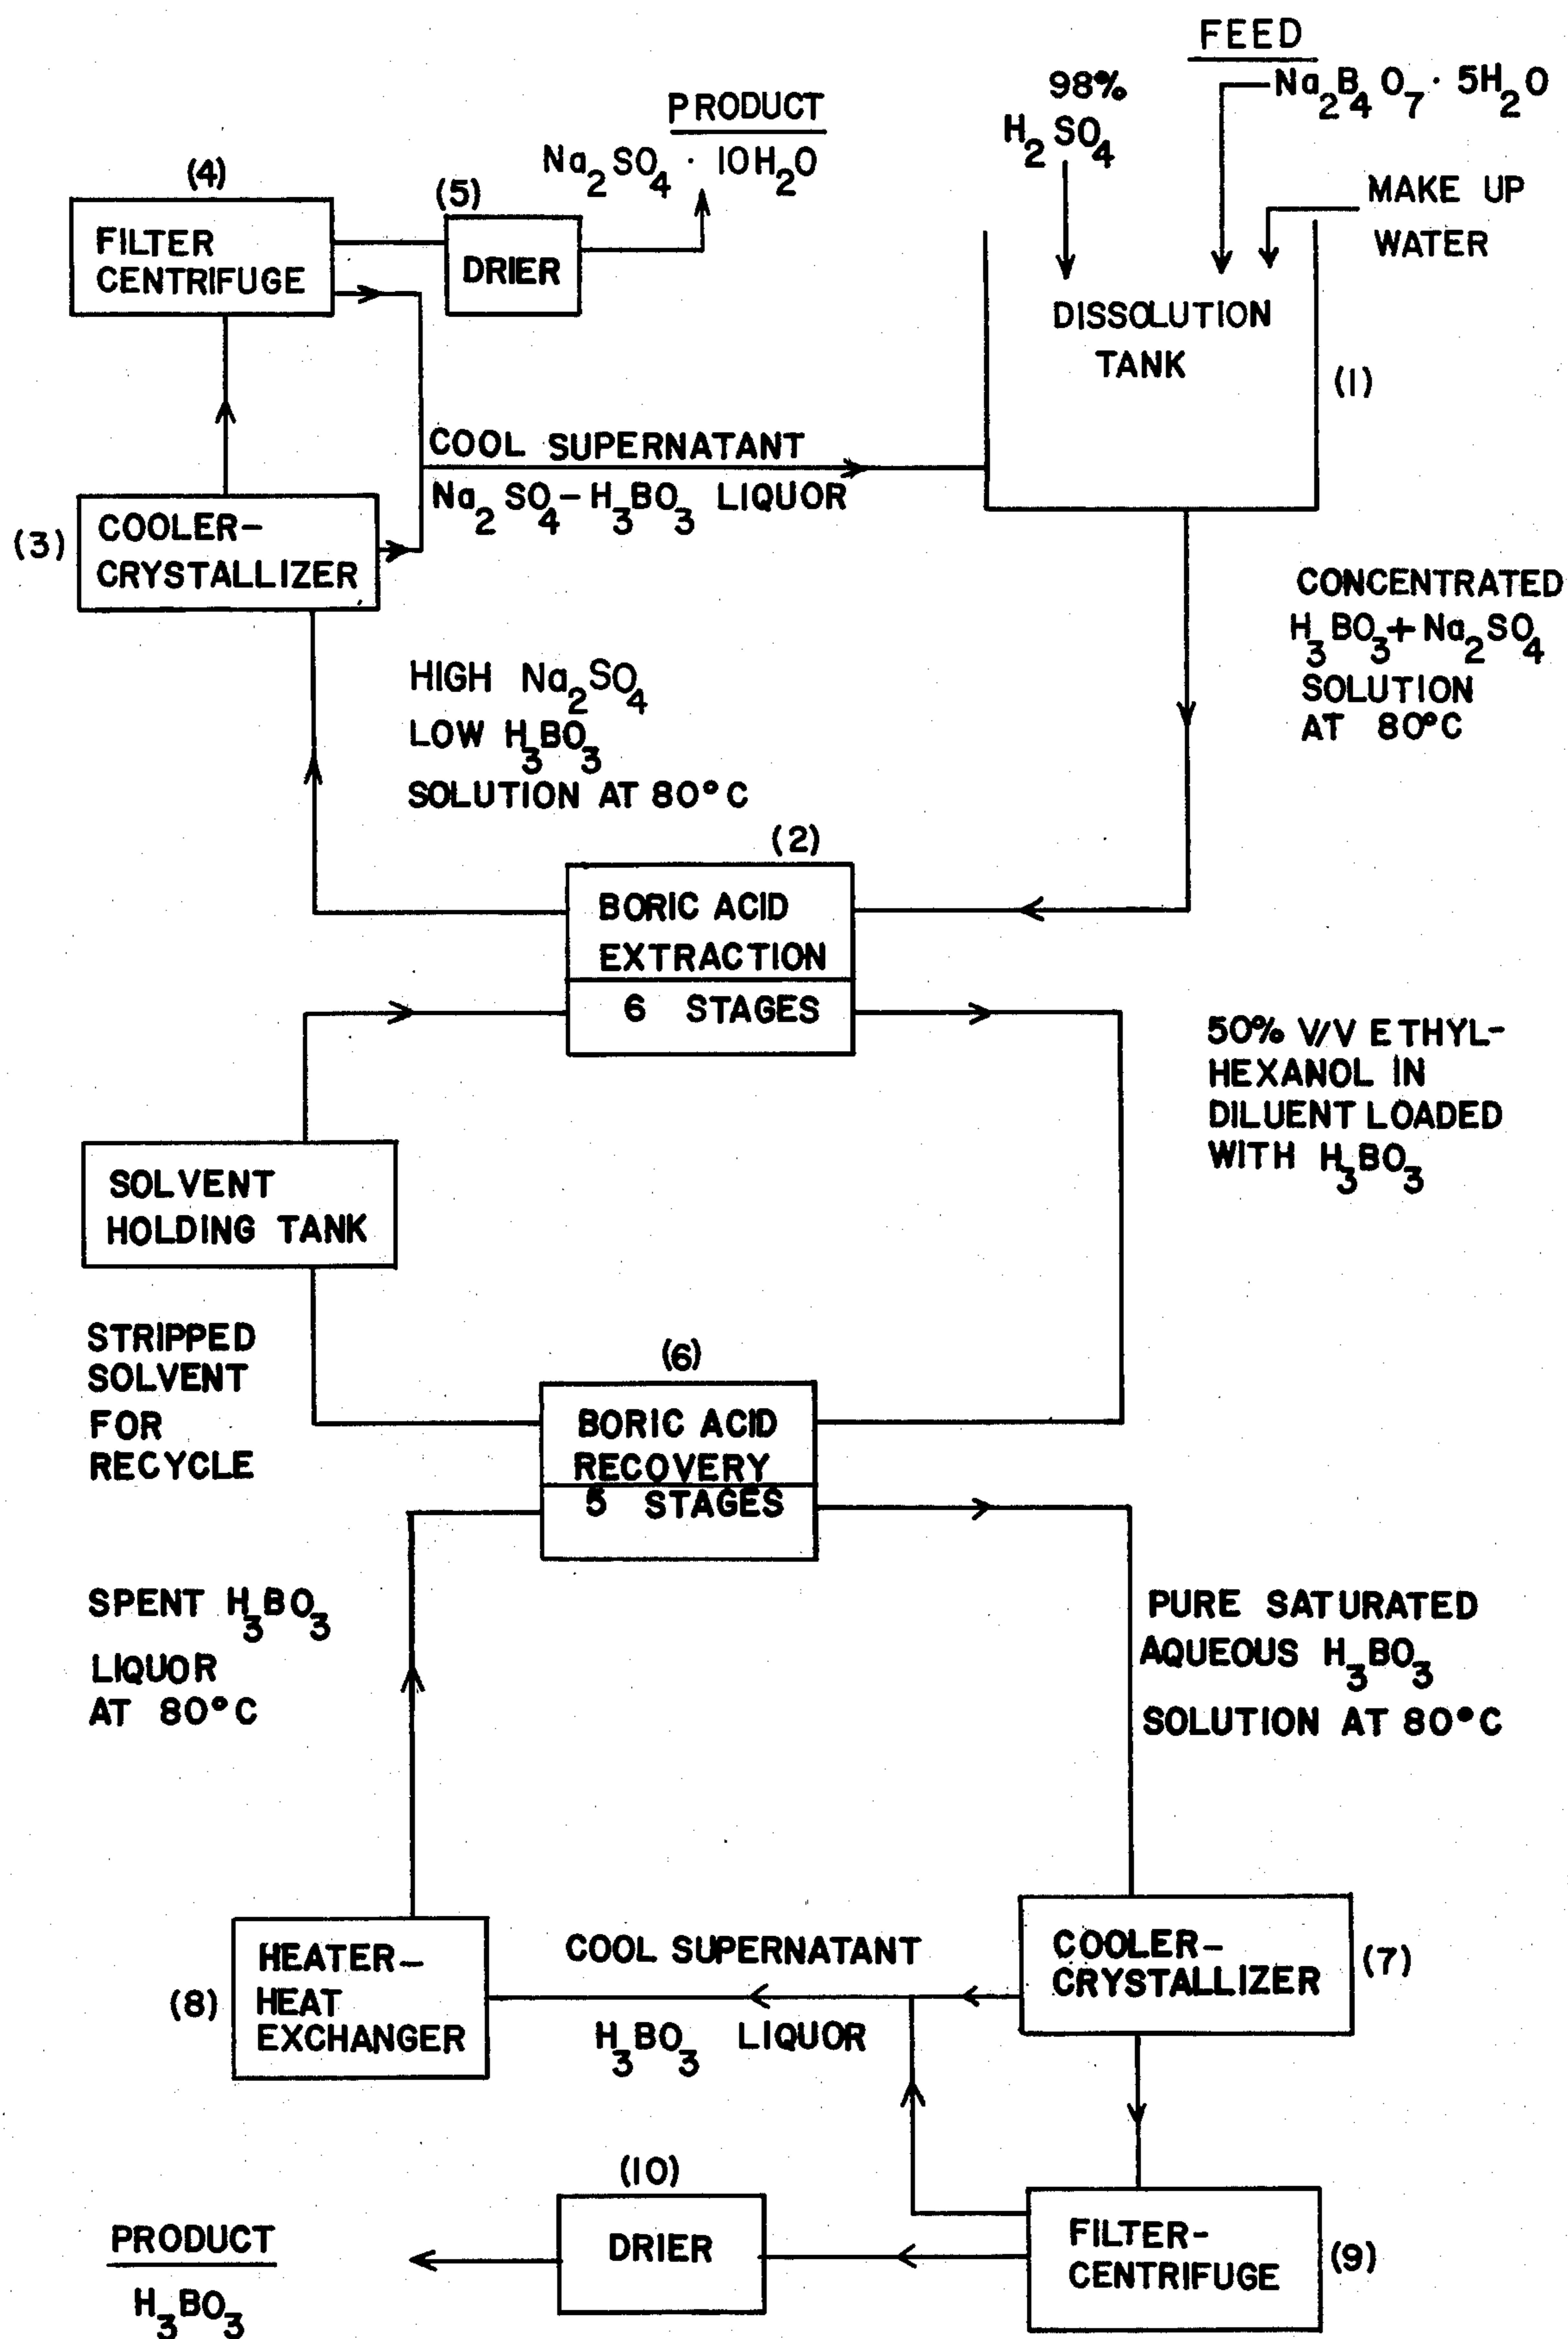 FEED
Na₂B₄O₇ · 5H₂O
98%
H₂SO₄
MAKE UP
WATER
PRODUCT
Na₂SO₄ · 10H₂O
(4)
FILTER
CENTRIFUGE
(5)
DRIER
DISSOLUTION
TANK
(1)
COOL SUPERNATANT
Na₂SO₄-H₃BO₃ LIQUOR
(3)
COOLER-
CRYSTALLIZER
CONCENTRATED
H₃BO₃+Na₂SO₄
SOLUTION
AT 80°C
HIGH Na₂SO₄
LOW H₃BO₃
SOLUTION AT 80°C
(2)
BORIC ACID
EXTRACTION
6 STAGES
50% V/V ETHYL-
HEXANOL IN
DILUENT LOADED
WITH H₃BO₃
SOLVENT
HOLDING TANK
STRIPPED
SOLVENT
FOR
RECYCLE
(6)
BORIC ACID
RECOVERY
5 STAGES
SPENT H₃BO₃
LIQUOR
AT 80°C
PURE SATURATED
AQUEOUS H₃BO₃
SOLUTION AT 80°C
(8)
HEATER-
HEAT
EXCHANGER
COOL SUPERNATANT
H₃BO₃ LIQUOR
COOLER-
CRYSTALLIZER
(7)
(10)
DRIER
FILTER-
CENTRIFUGE
(9)
PRODUCT
H₃BO₃